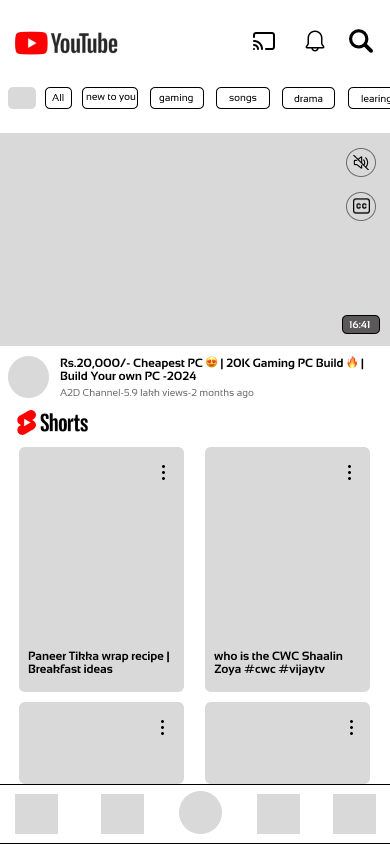 YouTube
All
new to you
gaming
songs
drama
learing
CC
16:41
Rs.20,000/- Cheapest PC 😍 | 20K Gaming PC Build 🔥 |
Build Your own PC -2024
A2D Channel-5.9 lakh views-2 months ago
Shorts
Paneer Tikka wrap recipe |
Breakfast ideas
who is the CWC Shaalin
Zoya #cwc #vijaytv